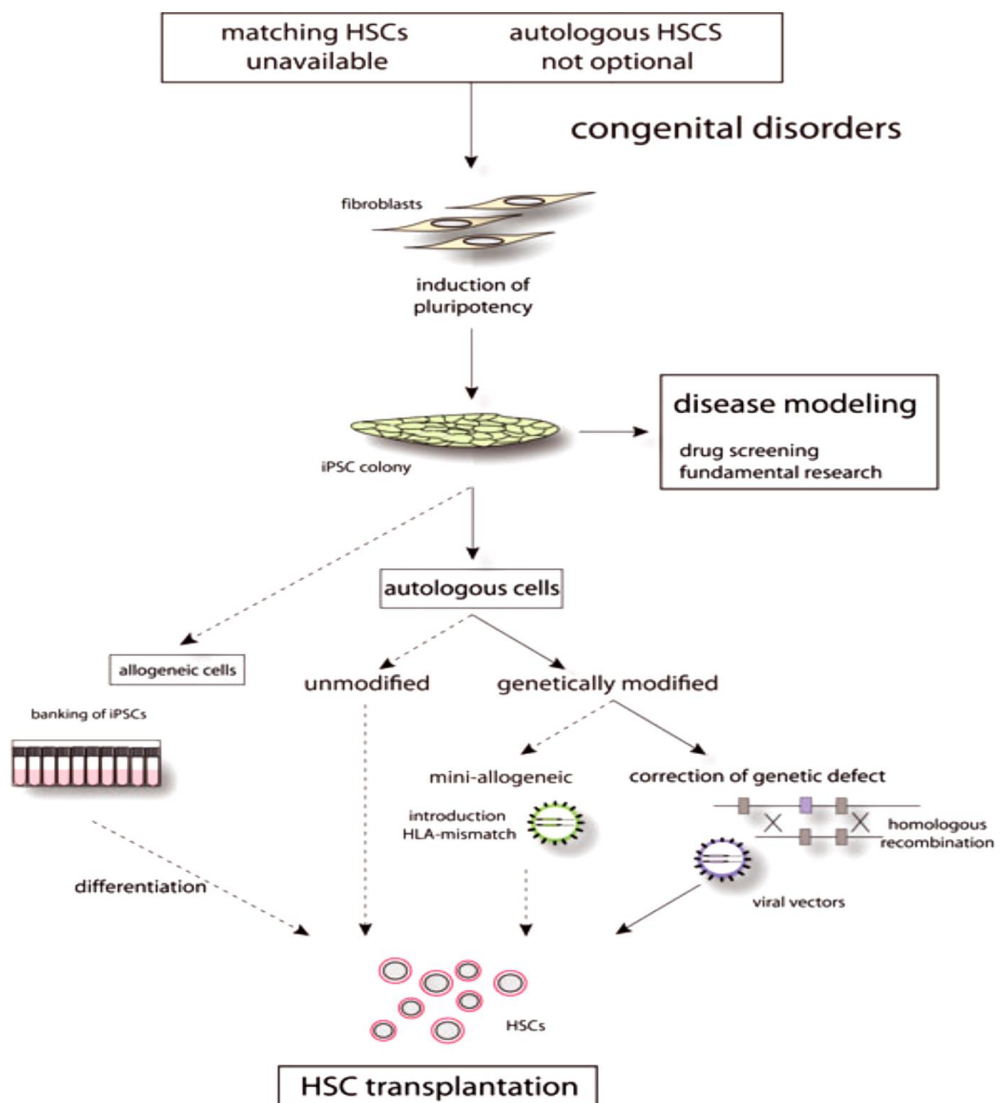 matching HSCs
unavailable
autologous HSCS
not optional
congenital disorders
fibroblasts
induction of
pluripotency
disease modeling
drug screening
fundamental research
iPSC colony
autologous cells
allogeneic cells
unmodified
genetically modified
banking of iPSCs
mini-allogeneic
correction of genetic defect
introduction
HLA-mismatch
homologous
recombination
differentiation
viral vectors
HSCs
HSC transplantation